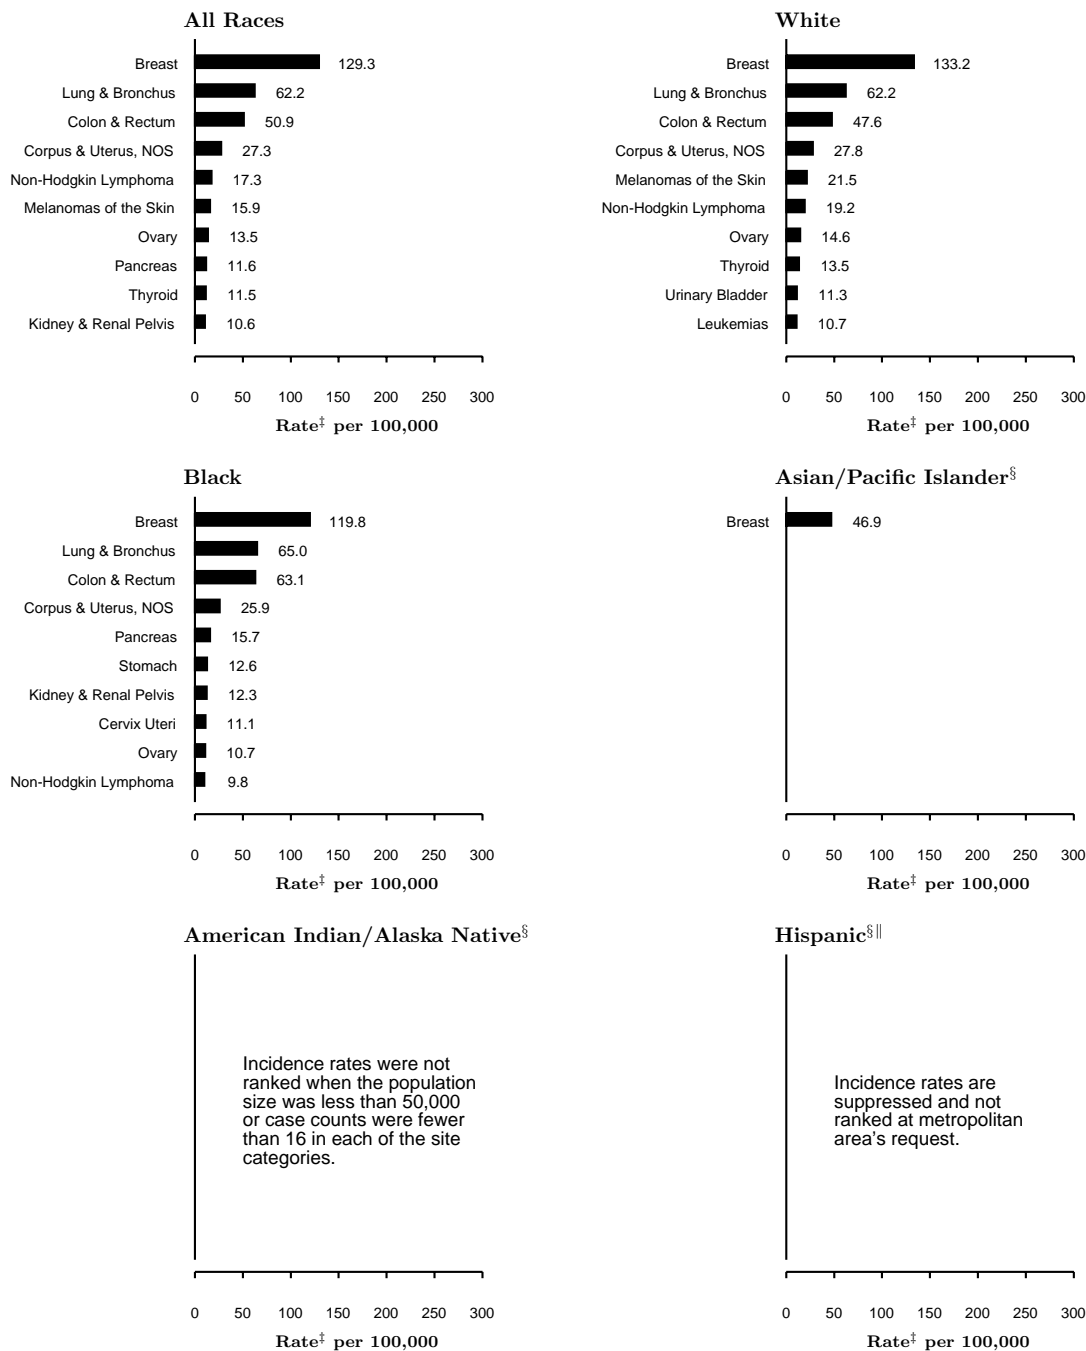 All Races
Breast 129.3
Lung & Bronchus 62.2
Colon & Rectum 50.9
Corpus & Uterus, NOS 27.3
Non-Hodgkin Lymphoma 17.3
Melanomas of the Skin 15.9
Ovary 13.5
Pancreas 11.6
Thyroid 11.5
Kidney & Renal Pelvis 10.6
0 50 100 150 200 250 300
Rate‡ per 100,000
White
Breast 133.2
Lung & Bronchus 62.2
Colon & Rectum 47.6
Corpus & Uterus, NOS 27.8
Melanomas of the Skin 21.5
Non-Hodgkin Lymphoma 19.2
Ovary 14.6
Thyroid 13.5
Urinary Bladder 11.3
Leukemias 10.7
0 50 100 150 200 250 300
Rate‡ per 100,000
Black
Breast 119.8
Lung & Bronchus 65.0
Colon & Rectum 63.1
Corpus & Uterus, NOS 25.9
Pancreas 15.7
Stomach 12.6
Kidney & Renal Pelvis 12.3
Cervix Uteri 11.1
Ovary 10.7
Non-Hodgkin Lymphoma 9.8
0 50 100 150 200 250 300
Rate‡ per 100,000
Asian/Pacific Islander§
Breast 46.9
0 50 100 150 200 250 300
Rate‡ per 100,000
American Indian/Alaska Native§
Incidence rates were not
ranked when the population
size was less than 50,000
or case counts were fewer
than 16 in each of the site
categories.
0 50 100 150 200 250 300
Rate‡ per 100,000
Hispanic§‖
Incidence rates are
suppressed and not
ranked at metropolitan
area's request.
0 50 100 150 200 250 300
Rate‡ per 100,000